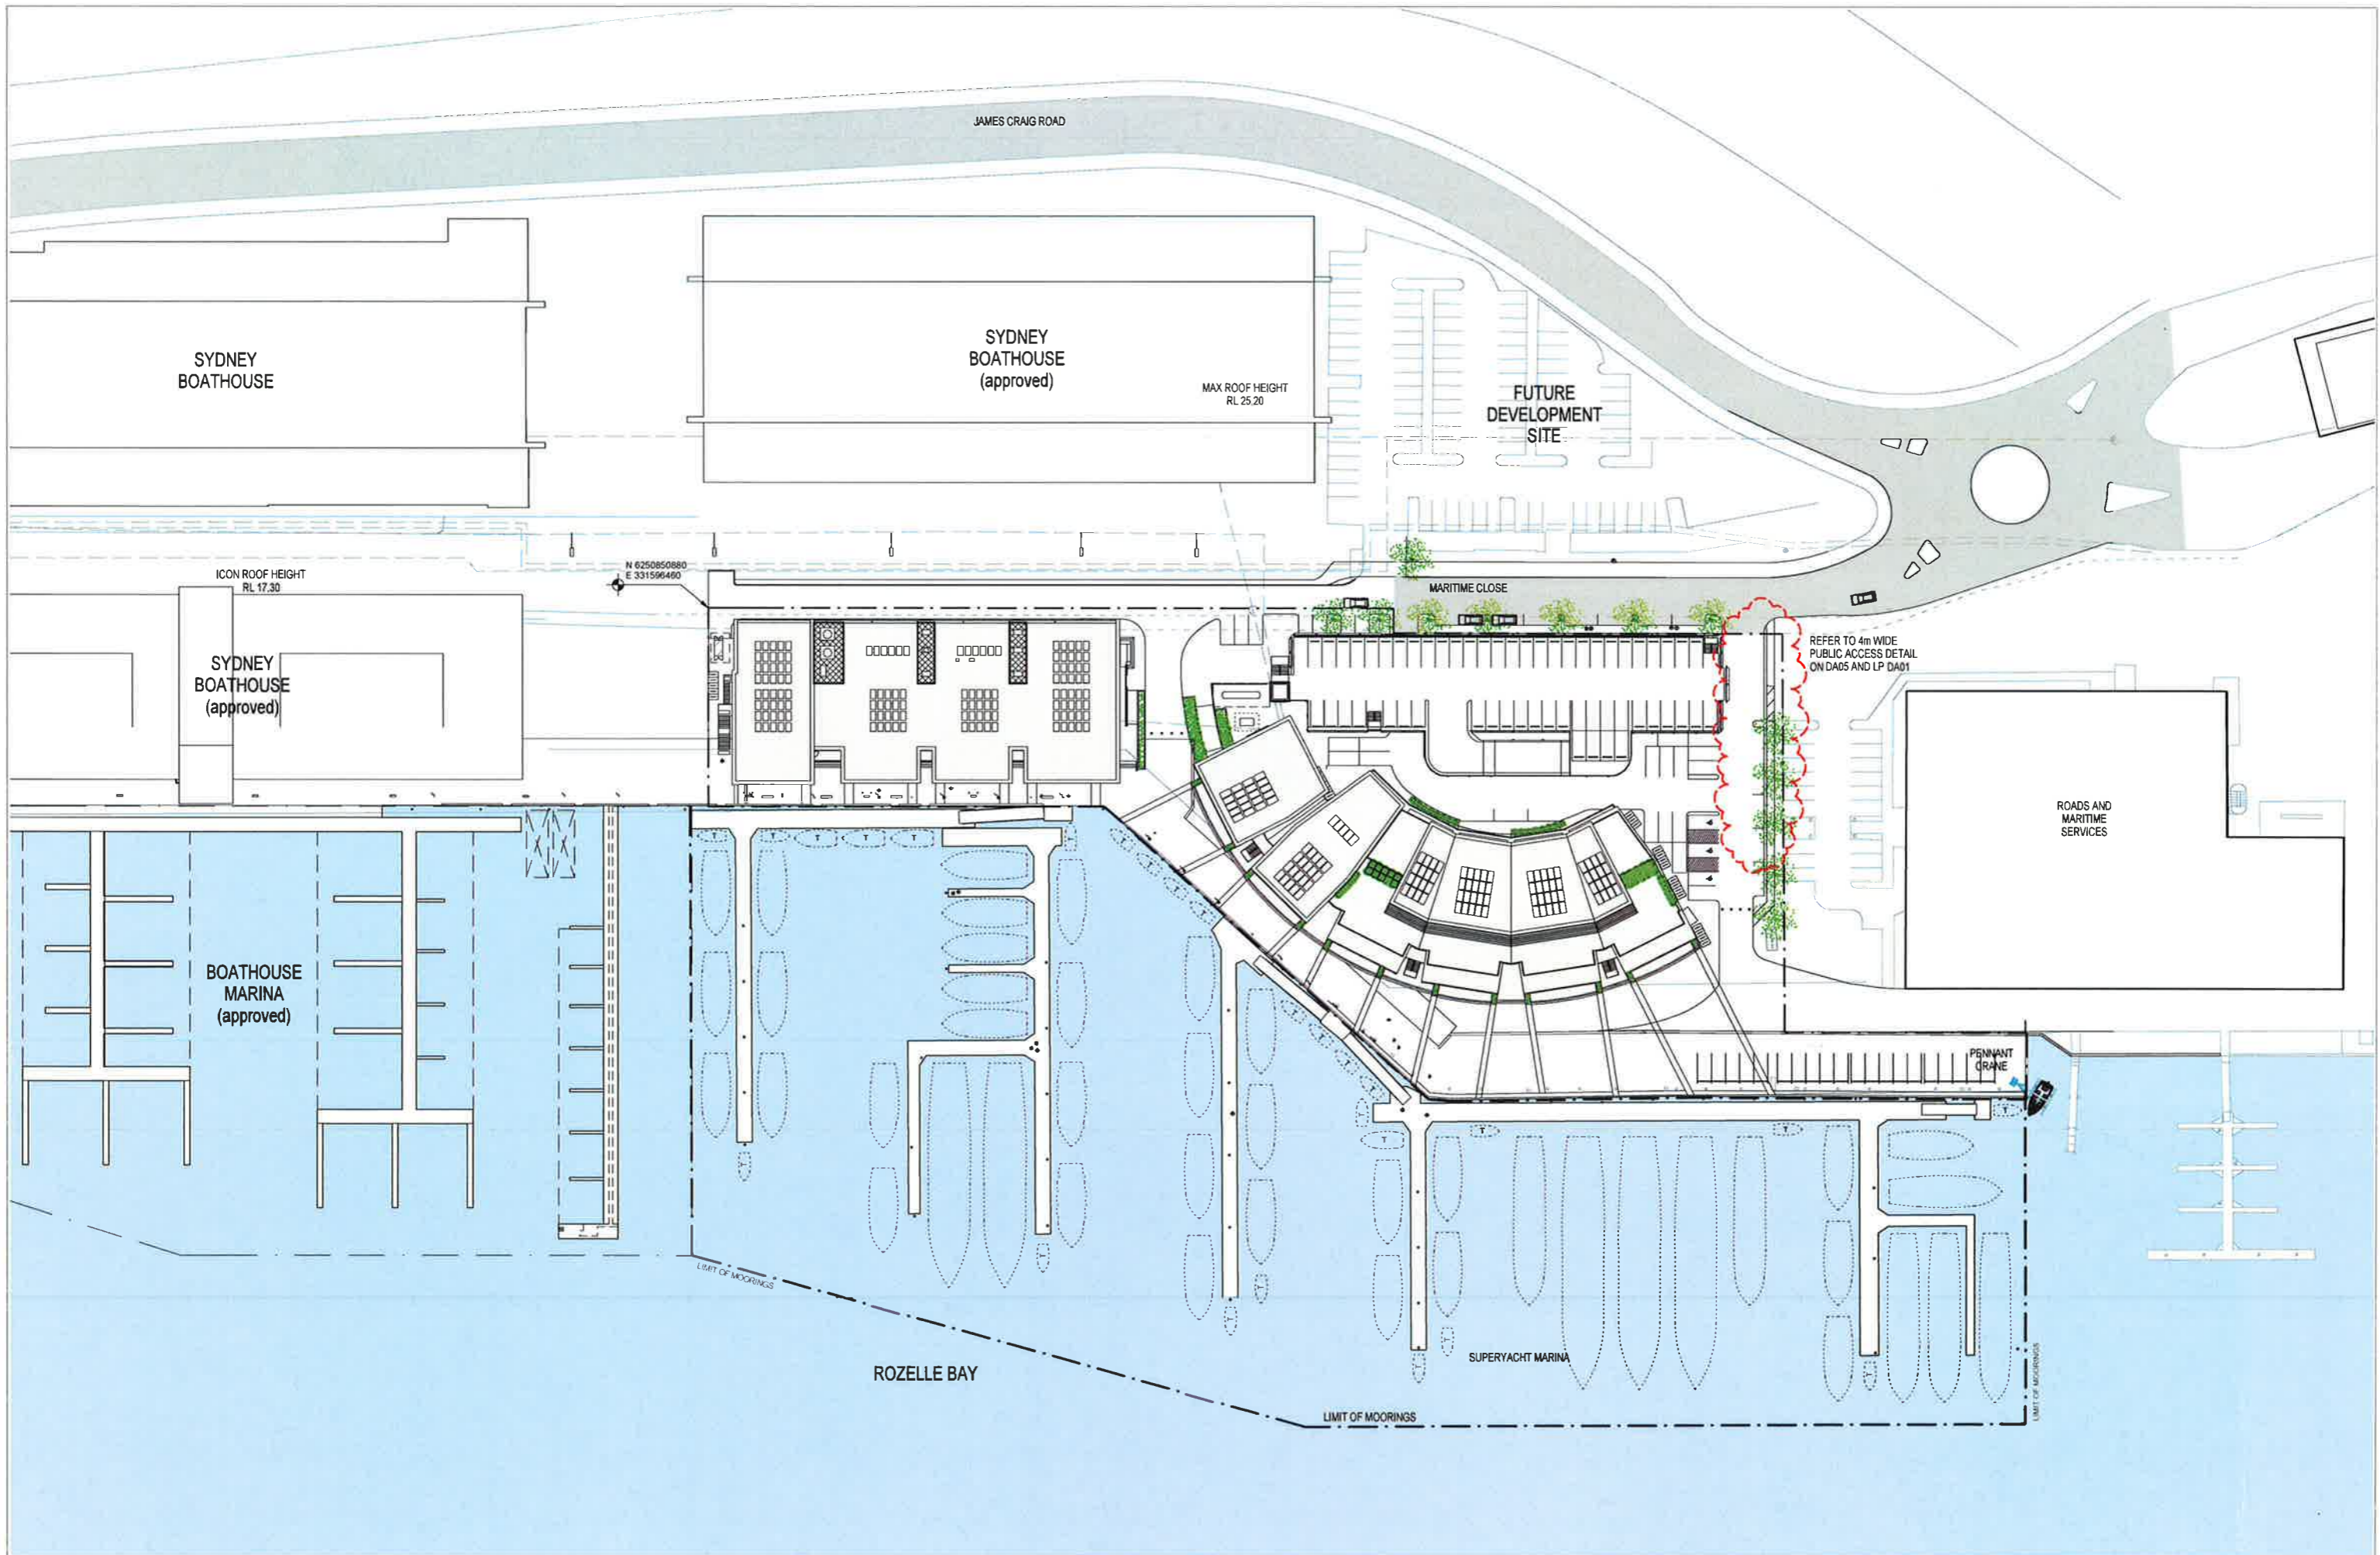 JAMES CRAIG ROAD
SYDNEY
BOATHOUSE
SYDNEY
BOATHOUSE
(approved)
MAX ROOF HEIGHT
RL 25.20
FUTURE
DEVELOPMENT
SITE
ICON ROOF HEIGHT
RL 17.30
N 6250850880
E 331596460
MARITIME CLOSE
REFER TO 4m WIDE
PUBLIC ACCESS DETAIL
ON DA05 AND LP DA01
SYDNEY
BOATHOUSE
(approved)
ROADS AND
MARITIME
SERVICES
BOATHOUSE
MARINA
(approved)
PENNANT
CRANE
LIMIT OF MOORINGS
SUPERYACHT MARINA
ROZELLE BAY
LIMIT OF MOORINGS
LIMIT OF MOORINGS